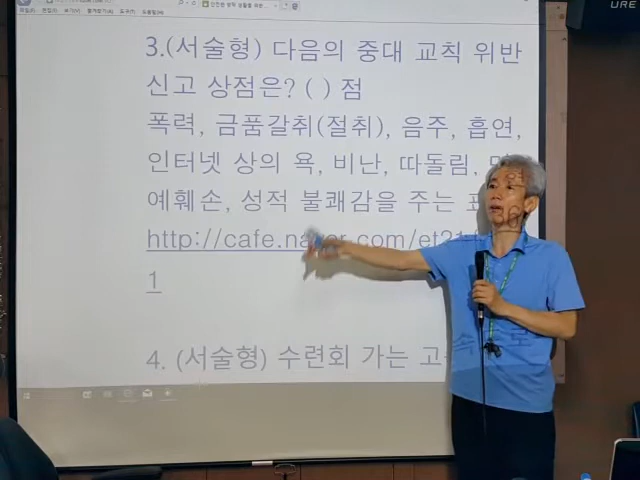 3.(서술형) 다음의 중대 교칙 위반
신고 상점은? ( ) 점
폭력, 금품갈취(절취), 음주, 흡연,
인터넷 상의 욕, 비난, 따돌림,
예훼손, 성적 불쾌감을 주는
http://cafe.naver.com/
1
4. (서술형) 수련회 가는
URE